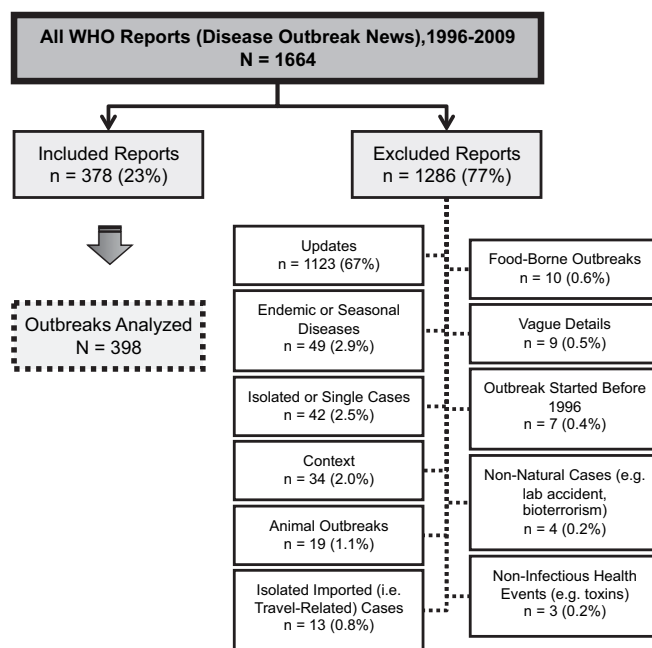 All WHO Reports (Disease Outbreak News),1996-2009
N = 1664
Included Reports
n = 378 (23%)
Excluded Reports
n = 1286 (77%)
Outbreaks Analyzed
N = 398
Updates
n = 1123 (67%)
Endemic or Seasonal
Diseases
n = 49 (2.9%)
Isolated or Single Cases
n = 42 (2.5%)
Context
n = 34 (2.0%)
Animal Outbreaks
n = 19 (1.1%)
Isolated Imported (i.e.
Travel-Related) Cases
n = 13 (0.8%)
Food-Borne Outbreaks
n = 10 (0.6%)
Vague Details
n = 9 (0.5%)
Outbreak Started Before
1996
n = 7 (0.4%)
Non-Natural Cases (e.g.
lab accident,
bioterrorism)
n = 4 (0.2%)
Non-Infectious Health
Events (e.g. toxins)
n = 3 (0.2%)